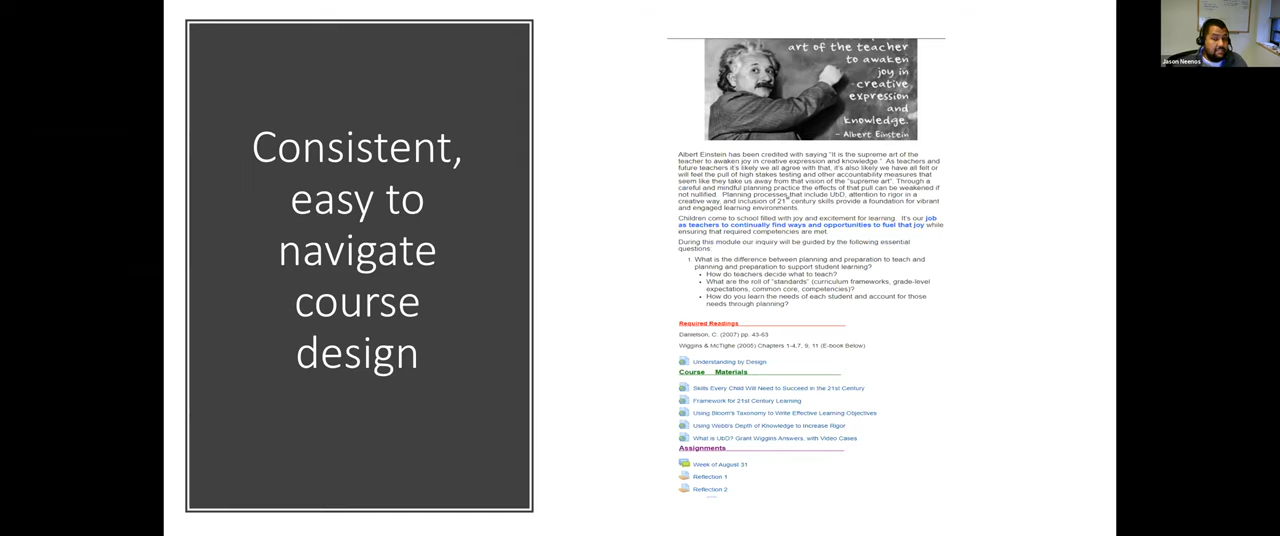 Consistent,
easy to
navigate
course
design
art of the teacher
to awaken
joy in
creative
expression
and
knowledge.
- Albert Einstein
Albert Einstein has been credited with saying "It is the supreme art of the
teacher to awaken joy in creative expression and knowledge." As teachers and
future teachers it's likely we all agree with that, it's also likely we have all felt or
will feel the pull of high stakes testing and other accountability measures that
seem like they take us away from that vision of the "supreme art". Through a
careful and mindful planning practice the effects of that pull can be weakened if
not nullified. Planning processes that include UbD, attention to rigor in a
creative way, and inclusion of 21st century skills provide a foundation for vibrant
and engaged learning environments.
Children come to school filled with joy and excitement for learning. It's our job
as teachers to continually find ways and opportunities to fuel that joy while
ensuring that required competencies are met.
During this module our inquiry will be guided by the following essential
questions:
1. What is the difference between planning and preparation to teach and
planning and preparation to support student learning?
• How do teachers decide what to teach?
• What are the roll of "standards" (curriculum frameworks, grade-level
expectations, common core, competencies)?
• How do you learn the needs of each student and account for those
needs through planning?
Required Readings
Danielson, C. (2007) pp. 43-63
Wiggins & McTighe (2005) Chapters 1-4,7, 9, 11 (E-book Below)
Understanding by Design
Course Materials
Skills Every Child Will Need to Succeed in the 21st Century
Framework for 21st Century Learning
Using Bloom's Taxonomy to Write Effective Learning Objectives
Using Webb's Depth of Knowledge to Increase Rigor
What is UbD? Grant Wiggins Answers, with Video Cases
Assignments
Week of August 31
Reflection 1
Reflection 2
Jason Neenos